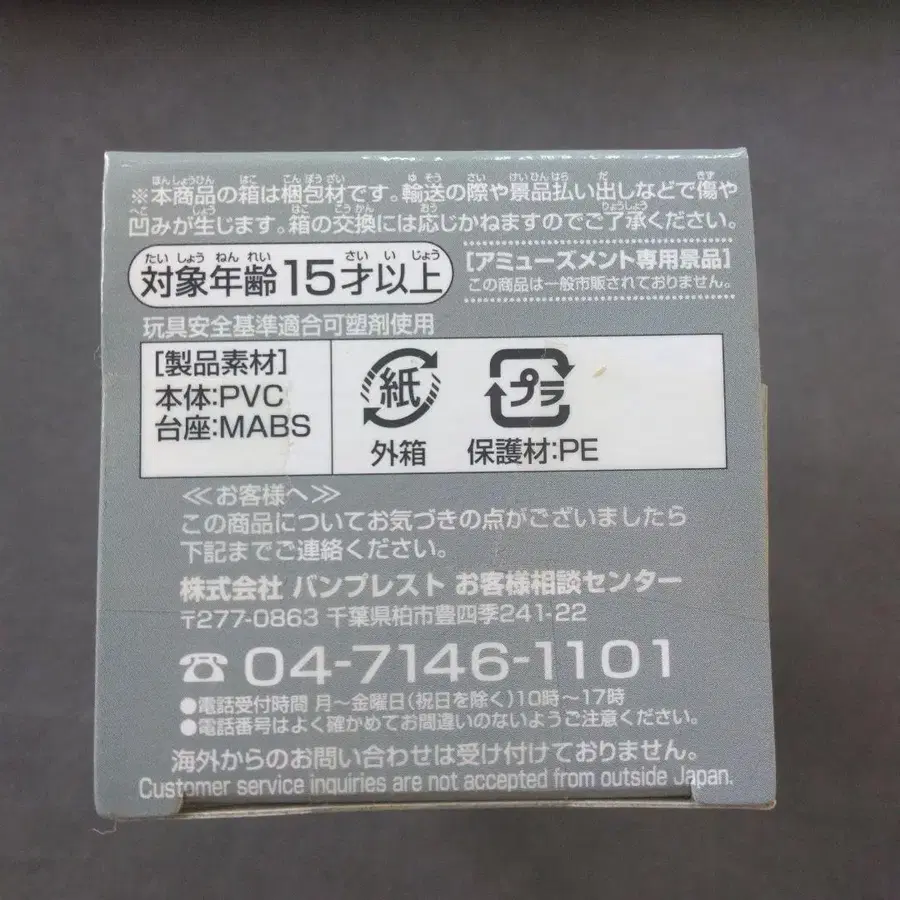 ※本商品の箱は梱包材です。輸送の際や景品払い出しなどで傷や
凹みが生じます。箱の交換には応じかねますのでご了承ください。
対象年齢15才以上
[アミューズメント専用景品]
この商品は一般市販されておりません。
玩具安全基準適合可塑剤使用
[製品素材]
本体:PVC
台座:MABS
紙
外箱
プラ
保護材:PE
≪お客様へ≫
この商品についてお気づきの点がございましたら
下記までご連絡ください。
株式会社 バンプレスト お客様相談センター
〒277-0863 千葉県柏市豊四季241-22
☎04-7146-1101
●電話受付時間 月〜金曜日(祝日を除く)10時〜17時
●電話番号はよく確かめてお間違いのないようご注意ください。
海外からのお問い合わせは受け付けておりません。
Customer service inquiries are not accepted from outside Japan.